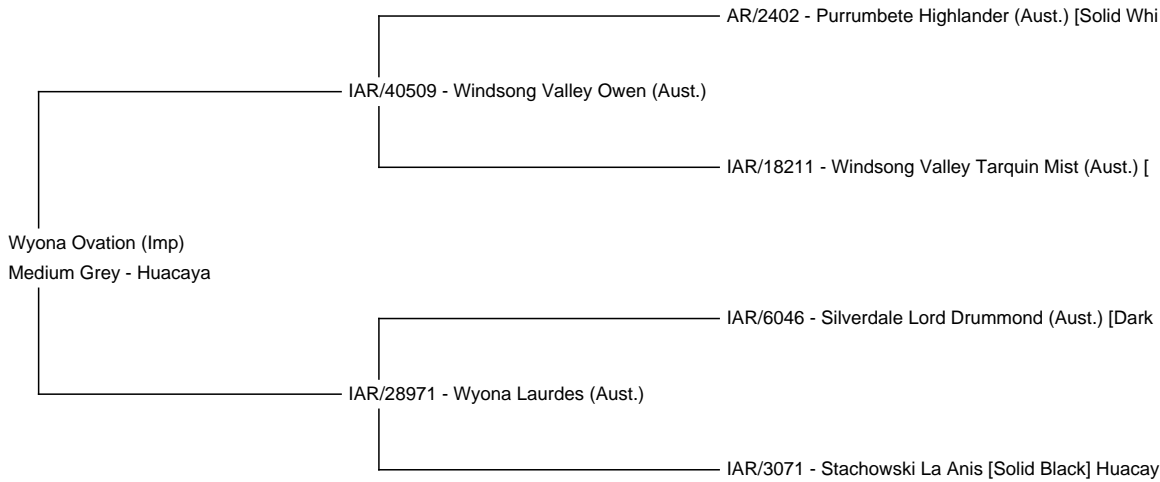 AR/2402 - Purrumbete Highlander (Aust.) [Solid Whi
IAR/40509 - Windsong Valley Owen (Aust.)
IAR/18211 - Windsong Valley Tarquin Mist (Aust.) [
Wyona Ovation (Imp)
Medium Grey - Huacaya
IAR/6046 - Silverdale Lord Drummond (Aust.) [Dark
IAR/28971 - Wyona Laurdes (Aust.)
IAR/3071 - Stachowski La Anis [Solid Black] Huacay